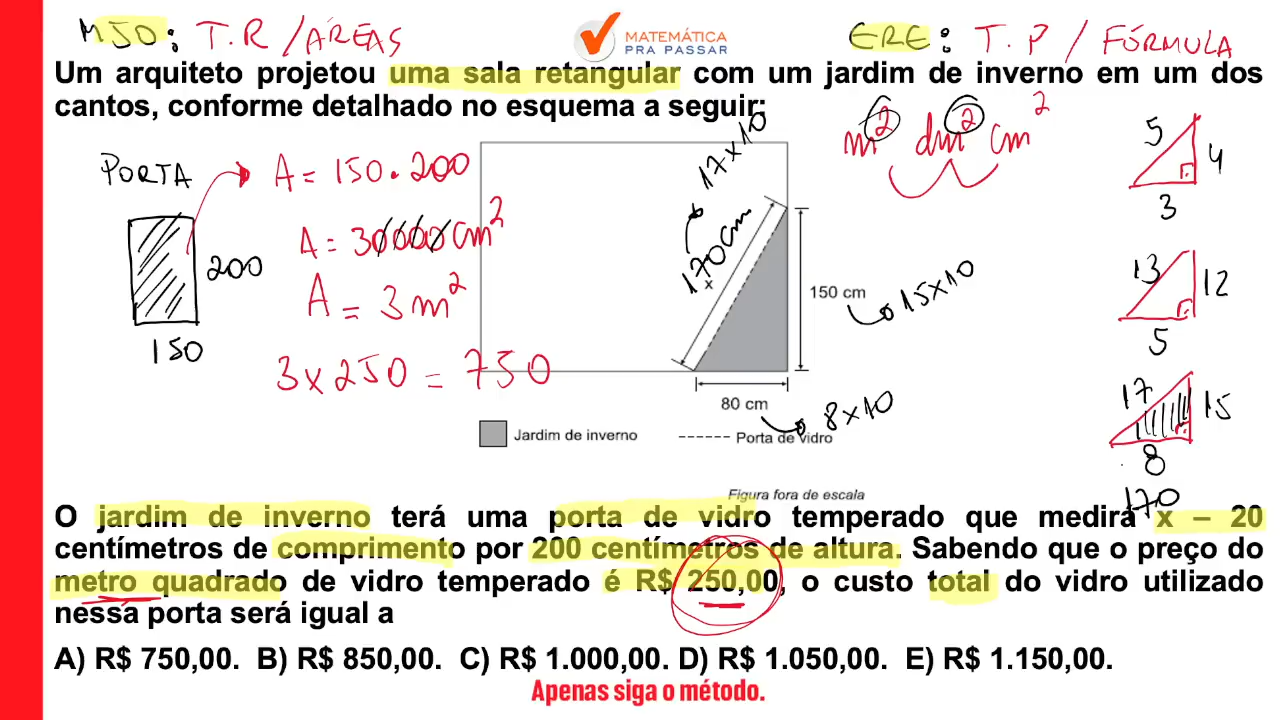 MJD: T.R / ÁREAS
MATEMÁTICA
PRA PASSAR
ERE: T.P / FÓRMULA
Um arquiteto projetou uma sala retangular com um jardim de inverno em um dos
cantos, conforme detalhado no esquema a seguir:
PORTA
A = 150 . 200
A = 30000 cm²
A = 3 m²
3 x 250 = 750
200
150
17x10
170cm
x
150 cm
15x10
80 cm
8x10
m² dm² cm²
5
4
3
13
12
5
17
15
8
170
Jardim de inverno
Porta de vidro
Figura fora de escala
O jardim de inverno terá uma porta de vidro temperado que medirá x – 20
centímetros de comprimento por 200 centímetros de altura. Sabendo que o preço do
metro quadrado de vidro temperado é R$ 250,00, o custo total do vidro utilizado
nessa porta será igual a
A) R$ 750,00. B) R$ 850,00. C) R$ 1.000,00. D) R$ 1.050,00. E) R$ 1.150,00.
Apenas siga o método.